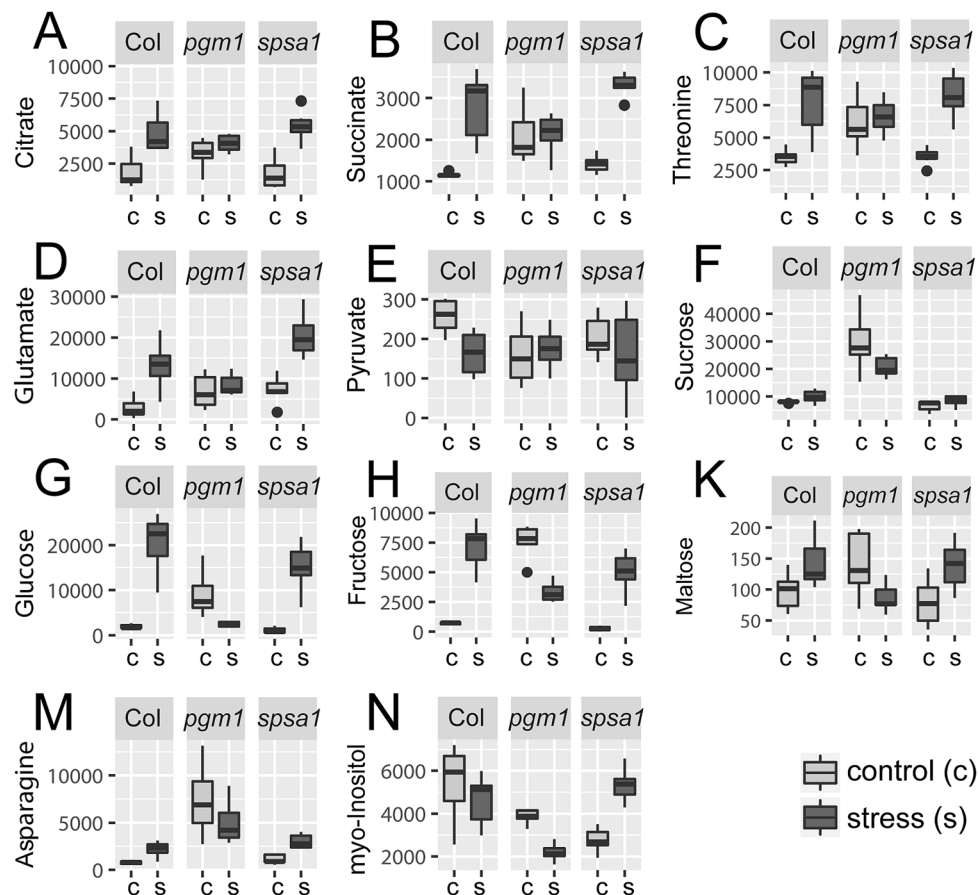 A
Col pgm1 spsa1
Citrate
10000
7500
5000
2500
c s c s c s
B
Col pgm1 spsa1
Succinate
3000
2000
1000
c s c s c s
C
Col pgm1 spsa1
Threonine
10000
7500
5000
2500
c s c s c s
D
Col pgm1 spsa1
Glutamate
30000
20000
10000
0
c s c s c s
E
Col pgm1 spsa1
Pyruvate
300
200
100
0
c s c s c s
F
Col pgm1 spsa1
Sucrose
40000
30000
20000
10000
c s c s c s
G
Col pgm1 spsa1
Glucose
20000
10000
0
c s c s c s
H
Col pgm1 spsa1
Fructose
10000
7500
5000
2500
0
c s c s c s
K
Col pgm1 spsa1
Maltose
200
150
100
50
c s c s c s
M
Col pgm1 spsa1
Asparagine
10000
5000
0
c s c s c s
N
Col pgm1 spsa1
myo-Inositol
6000
4000
2000
c s c s c s
control (c)
stress (s)